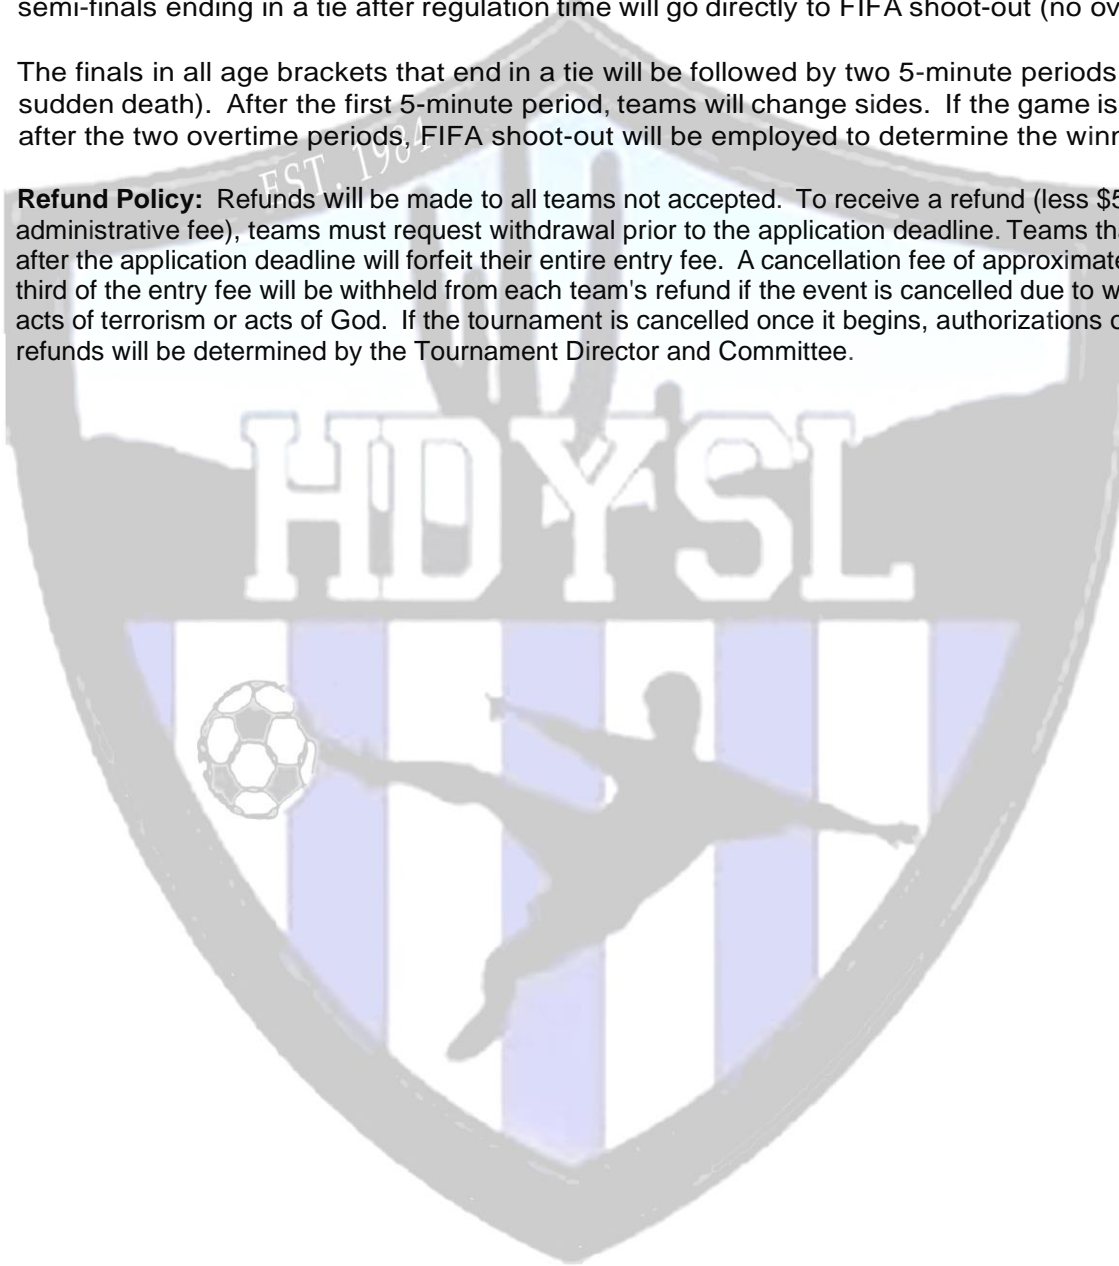 semi-finals ending in a tie after regulation time will go directly to FIFA shoot-out (no
The finals in all age brackets that end in a tie will be followed by two 5-minute periods
sudden death). After the first 5-minute period, teams will change sides. If the game is
after the two overtime periods, FIFA shoot-out will be employed to determine the
EST. 1984
Refund Policy: Refunds will be made to all teams not accepted. To receive a refund (less
administrative fee), teams must request withdrawal prior to the application deadline. Teams
after the application deadline will forfeit their entire entry fee. A cancellation fee of
third of the entry fee will be withheld from each team's refund if the event is cancelled due to
acts of terrorism or acts of God. If the tournament is cancelled once it begins, authorizations
refunds will be determined by the Tournament Director and Committee.
HDYSL